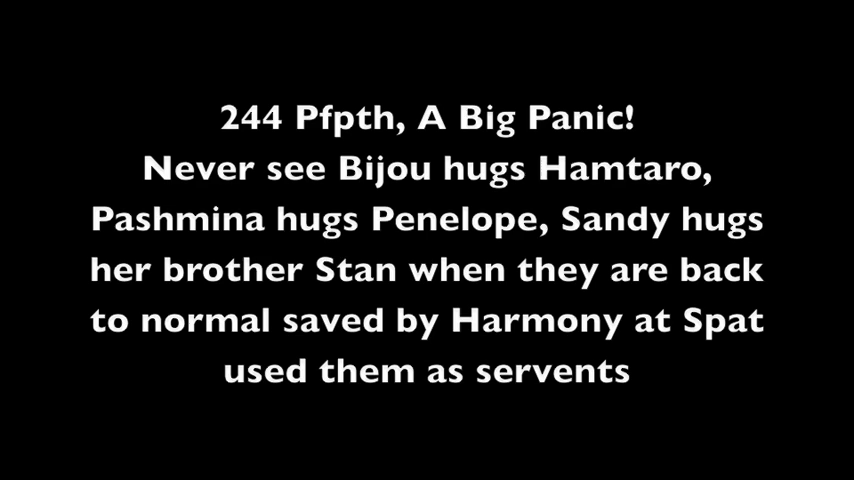 244 Pfpth, A Big Panic!
Never see Bijou hugs Hamtaro,
Pashmina hugs Penelope, Sandy hugs
her brother Stan when they are back
to normal saved by Harmony at Spat
used them as servents